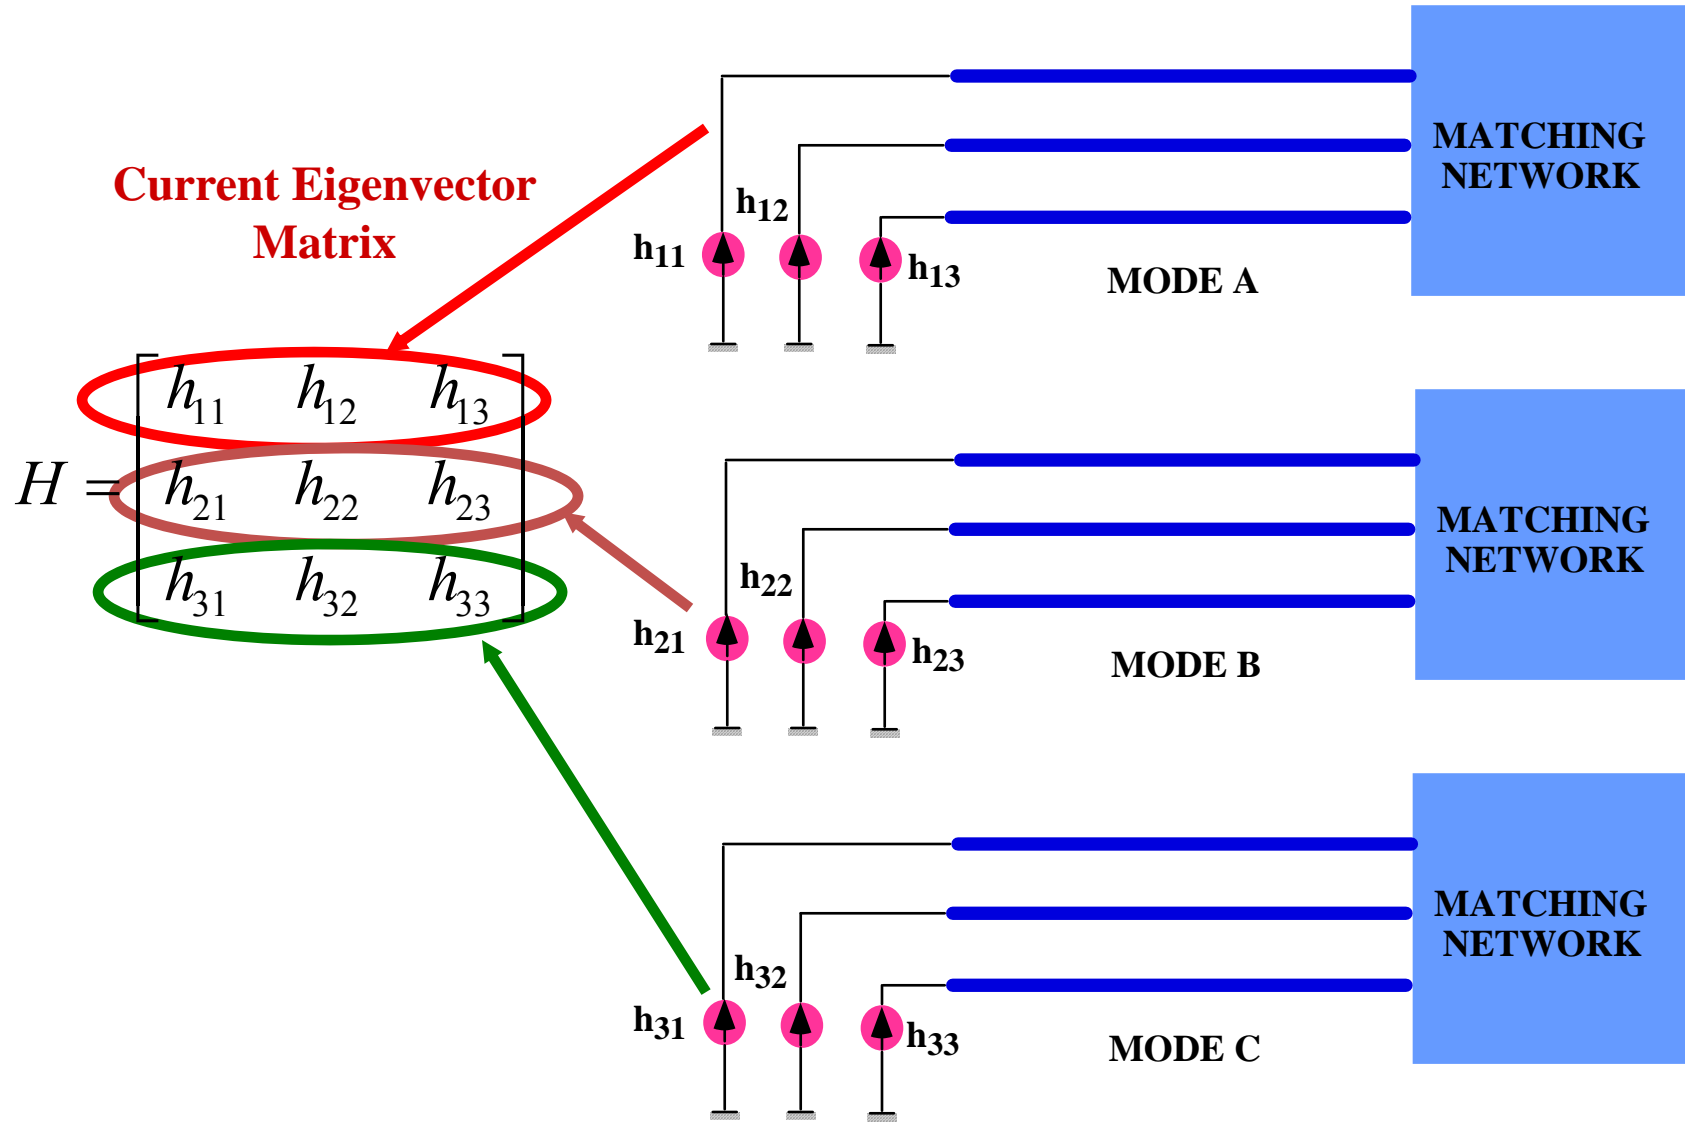 Current Eigenvector
Matrix
H =
h11 h12 h13
h21 h22 h23
h31 h32 h33
h11
h12
h13
MODE A
MATCHING
NETWORK
h21
h22
h23
MODE B
MATCHING
NETWORK
h31
h32
h33
MODE C
MATCHING
NETWORK